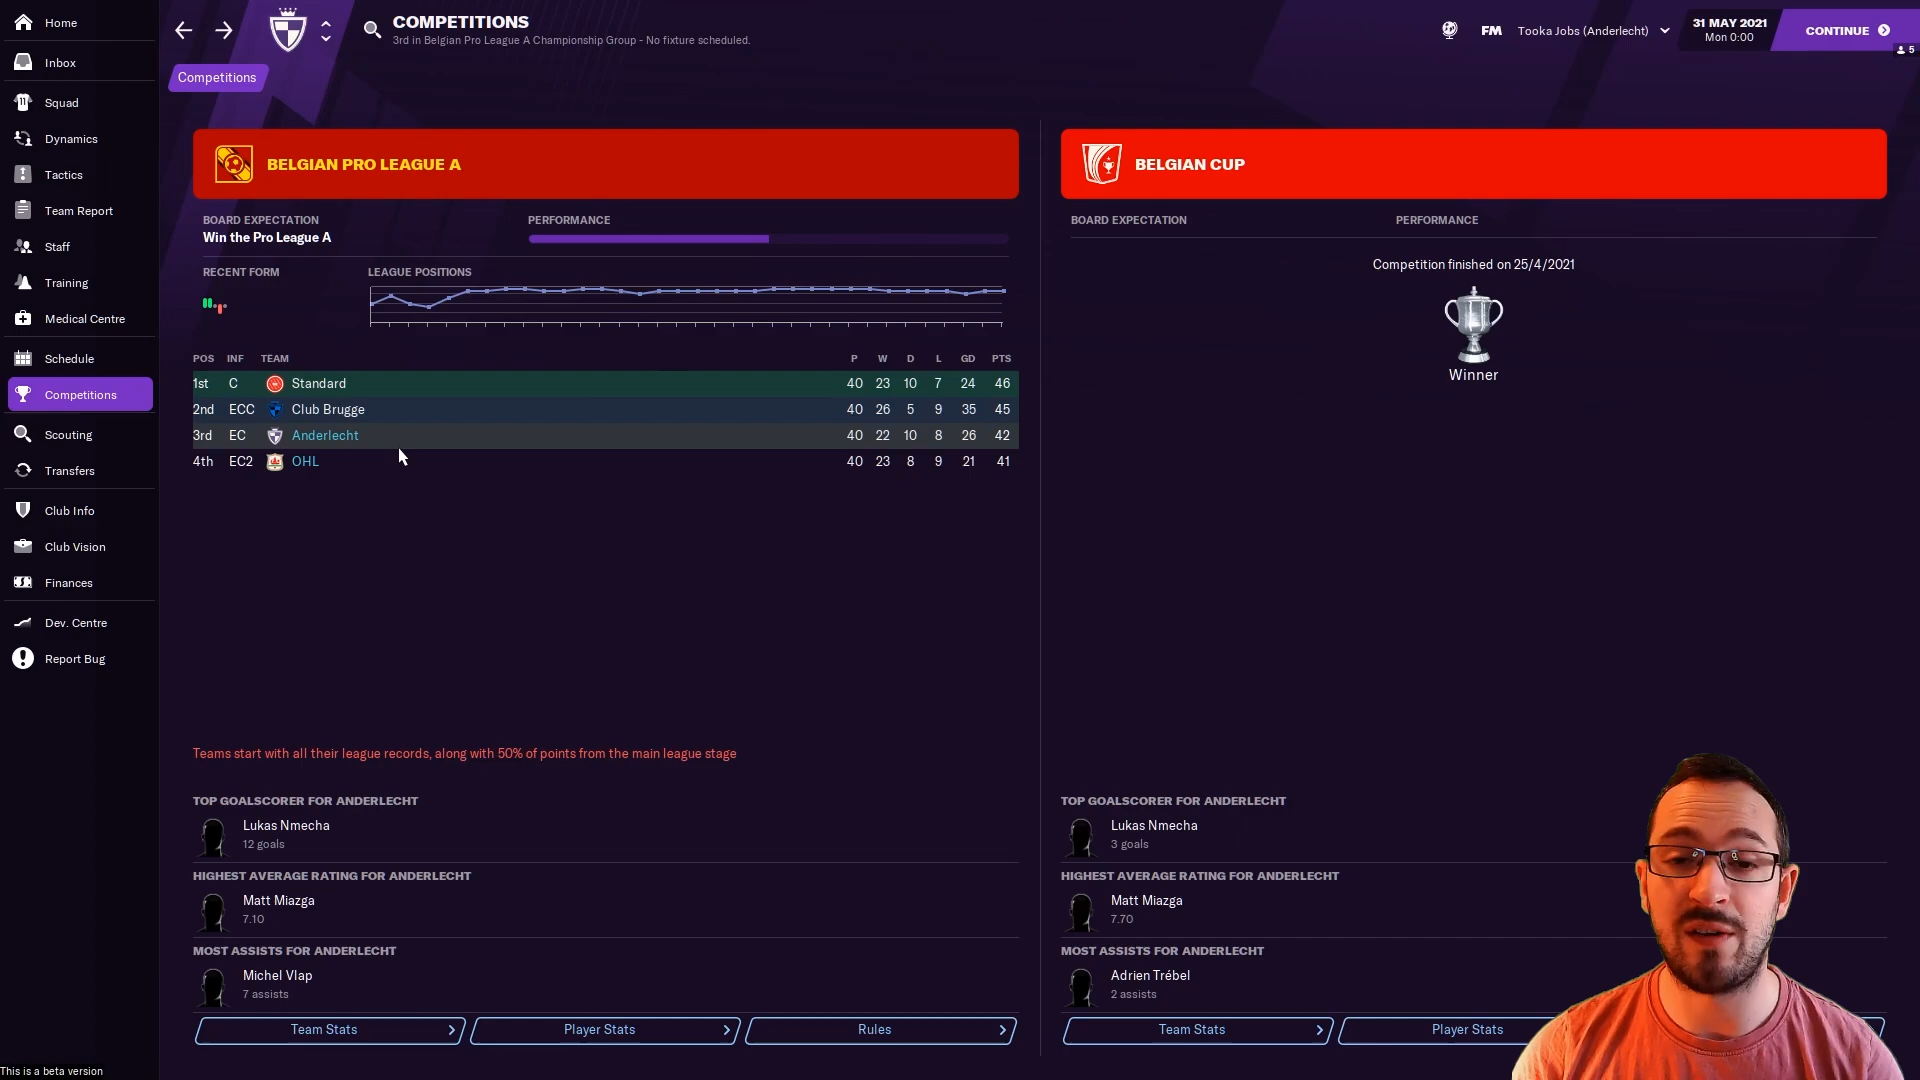 Home
Inbox
Squad
Dynamics
Tactics
Team Report
Staff
Training
Medical Centre
Schedule
Competitions
Scouting
Transfers
Club Info
Club Vision
Finances
Dev. Centre
Report Bug
This is a beta version
COMPETITIONS
3rd in Belgian Pro League A Championship Group - No fixture scheduled.
FM
Tooka Jobs (Anderlecht)
31 MAY 2021
Mon 0:00
CONTINUE
5
Competitions
BELGIAN PRO LEAGUE A
BOARD EXPECTATION PERFORMANCE
Win the Pro League A
RECENT FORM LEAGUE POSITIONS
POS INF TEAM P W D L GD PTS
1st C Standard 40 23 10 7 24 46
2nd ECC Club Brugge 40 26 5 9 35 45
3rd EC Anderlecht 40 22 10 8 26 42
4th EC2 OHL 40 23 8 9 21 41
Teams start with all their league records, along with 50% of points from the main league stage
TOP GOALSCORER FOR ANDERLECHT
Lukas Nmecha
12 goals
HIGHEST AVERAGE RATING FOR ANDERLECHT
Matt Miazga
7.10
MOST ASSISTS FOR ANDERLECHT
Michel Vlap
7 assists
Team Stats Player Stats Rules
BELGIAN CUP
BOARD EXPECTATION PERFORMANCE
Competition finished on 25/4/2021
Winner
TOP GOALSCORER FOR ANDERLECHT
Lukas Nmecha
3 goals
HIGHEST AVERAGE RATING FOR ANDERLECHT
Matt Miazga
7.70
MOST ASSISTS FOR ANDERLECHT
Adrien Trébel
2 assists
Team Stats Player Stats